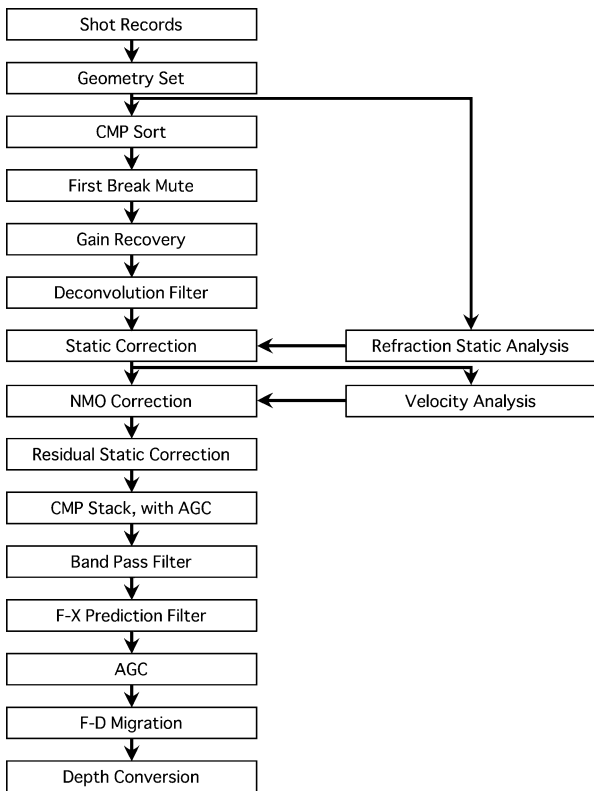 Shot Records
Geometry Set
CMP Sort
First Break Mute
Gain Recovery
Deconvolution Filter
Static Correction
Refraction Static Analysis
NMO Correction
Velocity Analysis
Residual Static Correction
CMP Stack, with AGC
Band Pass Filter
F-X Prediction Filter
AGC
F-D Migration
Depth Conversion